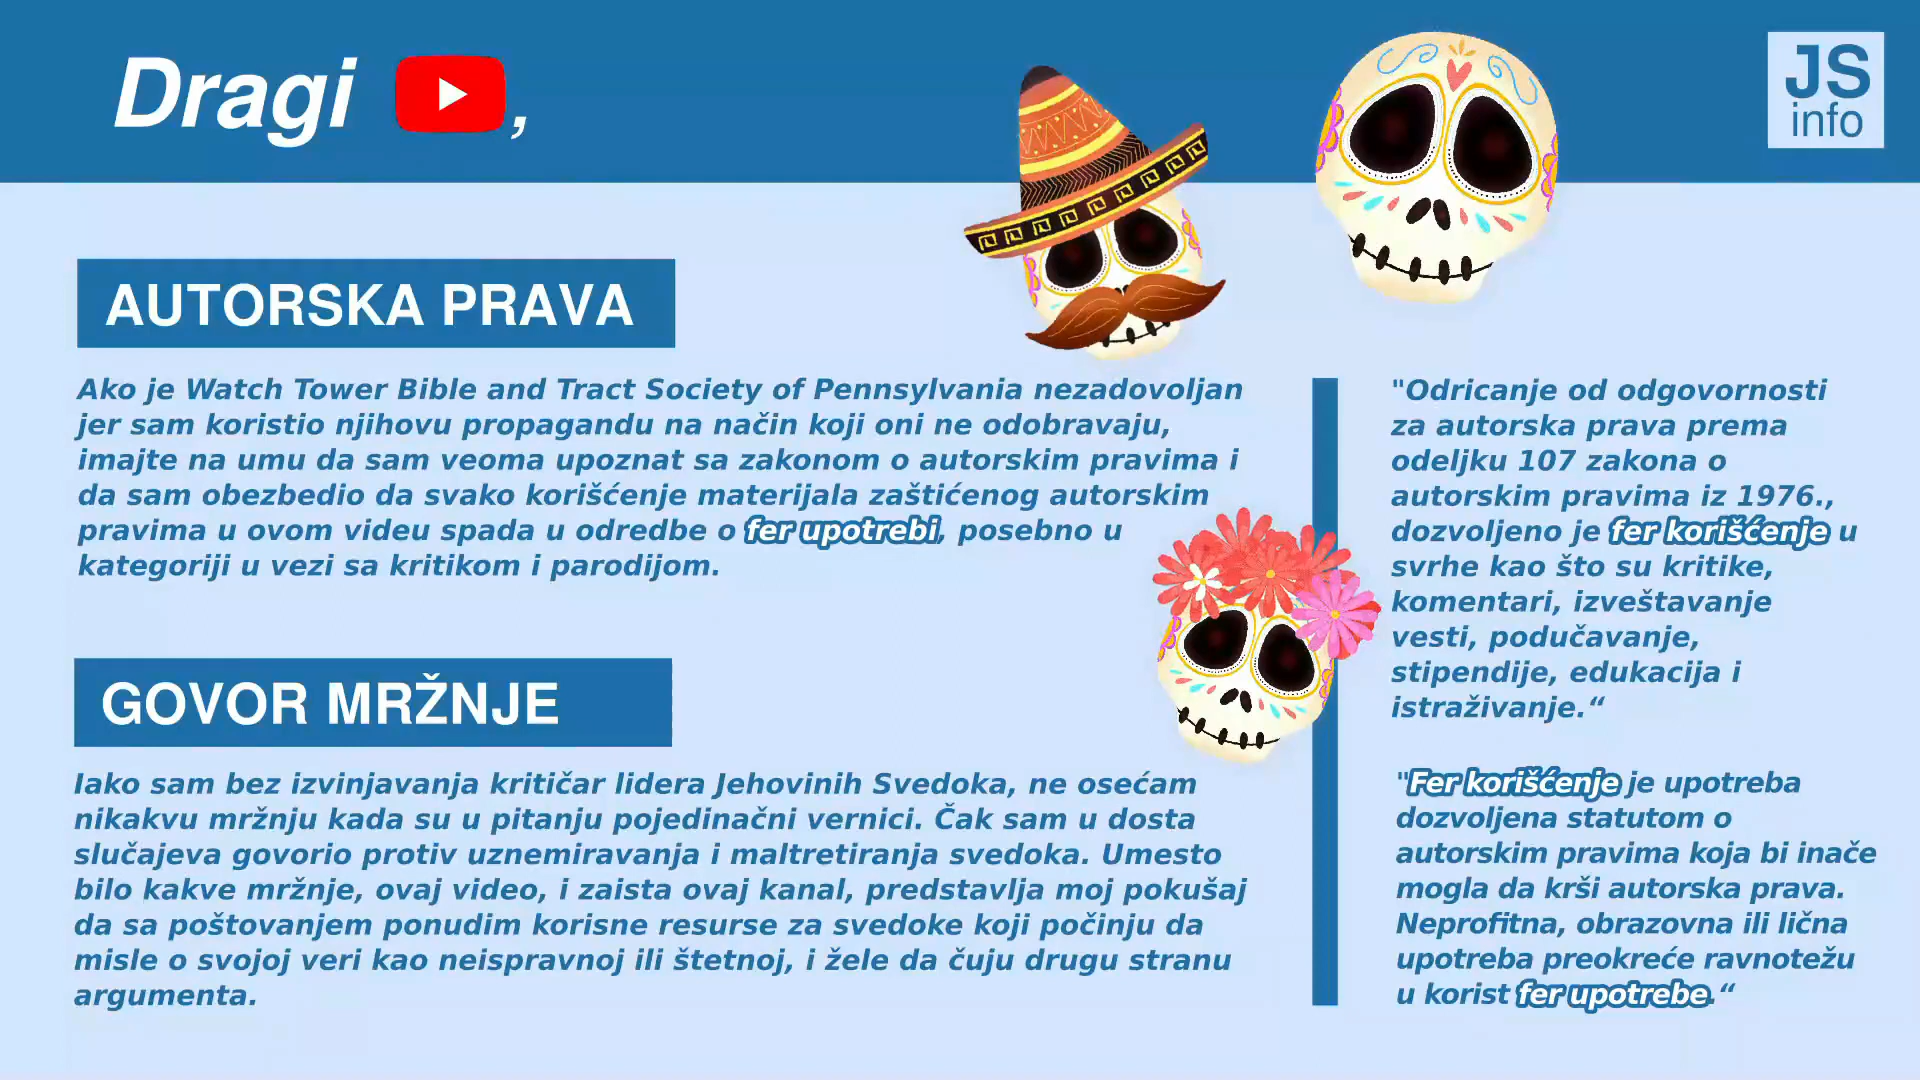 Dragi ,
JS
info
AUTORSKA PRAVA
Ako je Watch Tower Bible and Tract Society of Pennsylvania nezadovoljan
jer sam koristio njihovu propagandu na način koji oni ne odobravaju,
imajte na umu da sam veoma upoznat sa zakonom o autorskim pravima i
da sam obezbedio da svako korišćenje materijala zaštićenog autorskim
pravima u ovom videu spada u odredbe o fer upotrebi, posebno u
kategoriji u vezi sa kritikom i parodijom.
GOVOR MRŽNJE
Iako sam bez izvinjavanja kritičar lidera Jehovinih Svedoka, ne osećam
nikakvu mržnju kada su u pitanju pojedinačni vernici. Čak sam u dosta
slučajeva govorio protiv uznemiravanja i maltretiranja svedoka. Umesto
bilo kakve mržnje, ovaj video, i zaista ovaj kanal, predstavlja moj pokušaj
da sa poštovanjem ponudim korisne resurse za svedoke koji počinju da
misle o svojoj veri kao neispravnoj ili štetnoj, i žele da čuju drugu stranu
argumenta.
"Odricanje od odgovornosti
za autorska prava prema
odeljku 107 zakona o
autorskim pravima iz 1976.,
dozvoljeno je fer korišćenje u
svrhe kao što su kritike,
komentari, izveštavanje
vesti, podučavanje,
stipendije, edukacija i
istraživanje.“
"Fer korišćenje je upotreba
dozvoljena statutom o
autorskim pravima koja bi inače
mogla da krši autorska prava.
Neprofitna, obrazovna ili lična
upotreba preokreće ravnotežu
u korist fer upotrebe.“